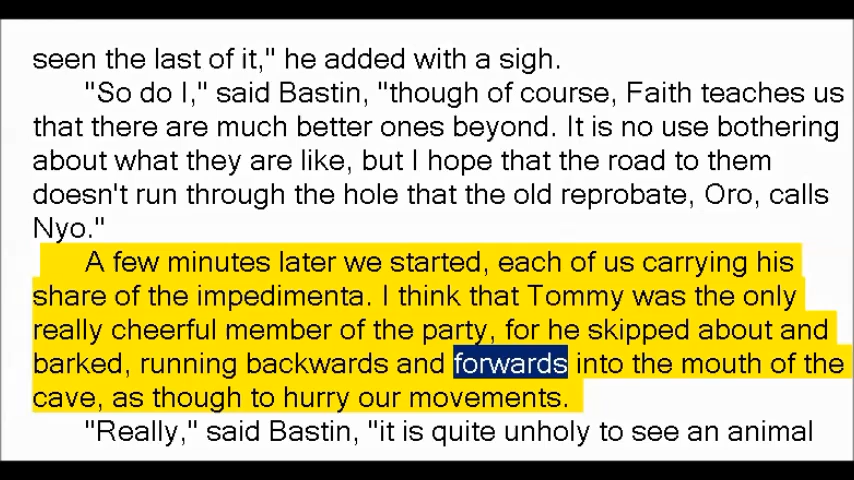 seen the last of it," he added with a sigh.
"So do I," said Bastin, "though of course, Faith teaches us
that there are much better ones beyond. It is no use bothering
about what they are like, but I hope that the road to them
doesn't run through the hole that the old reprobate, Oro, calls
Nyo."
A few minutes later we started, each of us carrying his
share of the impedimenta. I think that Tommy was the only
really cheerful member of the party, for he skipped about and
barked, running backwards and forwards into the mouth of the
cave, as though to hurry our movements.
"Really," said Bastin, "it is quite unholy to see an animal